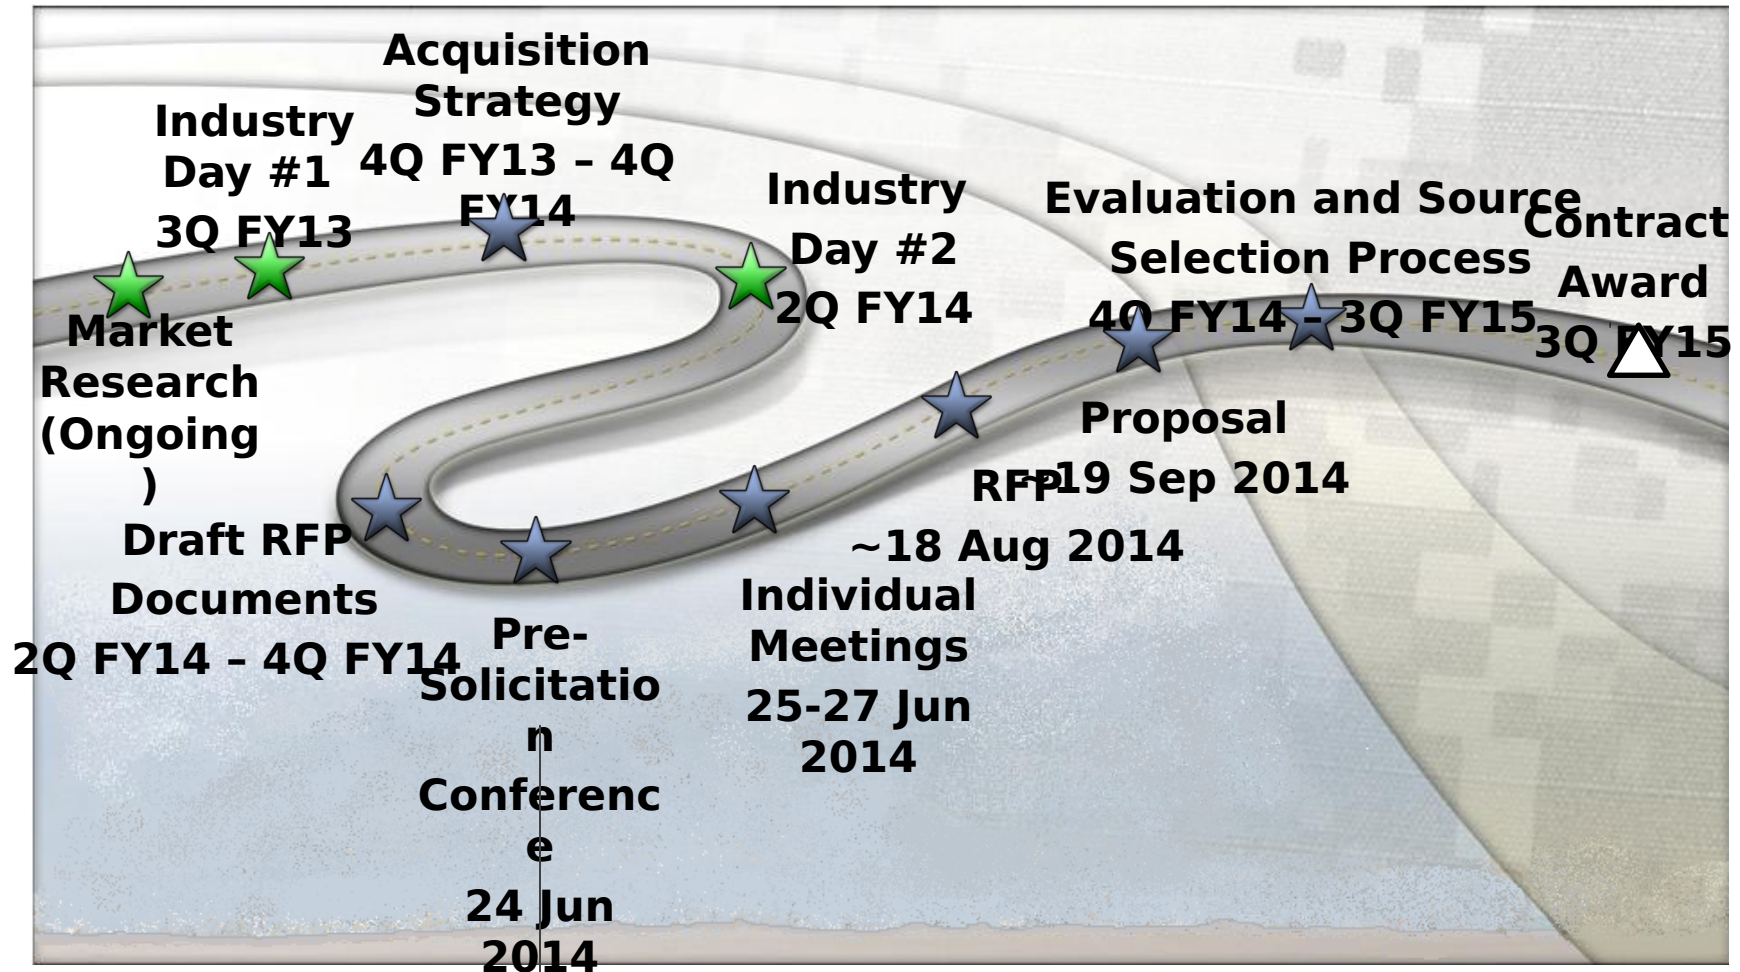 Acquisition
Strategy
4Q FY13 – 4Q
FY14
Industry
Day #1
3Q FY13
Industry
Day #2
2Q FY14
Evaluation and Source
Selection Process
4Q FY14 – 3Q FY15
Contract
Award
3Q FY15
Market
Research
(Ongoing
)
Proposal
~19 Sep 2014
RFP
~18 Aug 2014
Draft RFP
Documents
2Q FY14 – 4Q FY14
Individual
Meetings
25-27 Jun
2014
Pre-
Solicitatio
n
Conferenc
e
24 Jun
2014